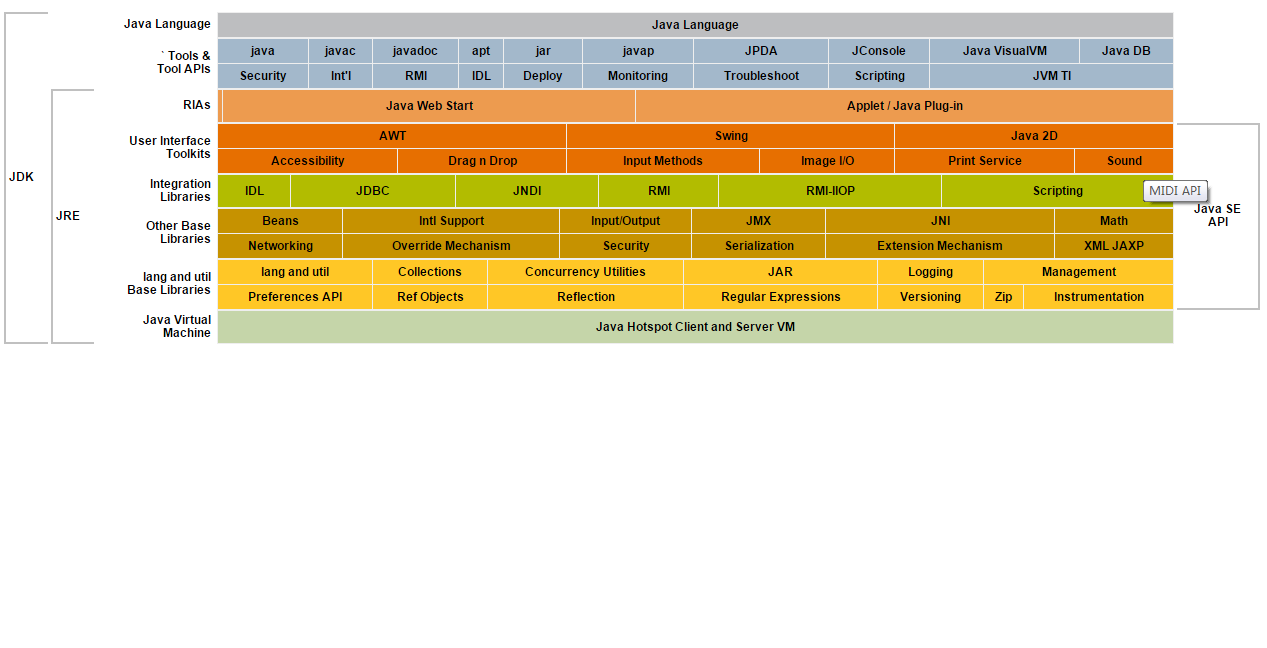 Java Language
Java Language
` Tools &
Tool APIs
java javac javadoc apt jar javap JPDA JConsole Java VisualVM Java DB
Security Int'l RMI IDL Deploy Monitoring Troubleshoot Scripting JVM TI
RIAs
Java Web Start Applet / Java Plug-in
User Interface
Toolkits
AWT Swing Java 2D
Accessibility Drag n Drop Input Methods Image I/O Print Service Sound
JDK
Integration
Libraries
IDL JDBC JNDI RMI RMI-IIOP Scripting
MIDI API
JRE
Java SE
API
Other Base
Libraries
Beans Intl Support Input/Output JMX JNI Math
Networking Override Mechanism Security Serialization Extension Mechanism XML JAXP
lang and util
Base Libraries
lang and util Collections Concurrency Utilities JAR Logging Management
Preferences API Ref Objects Reflection Regular Expressions Versioning Zip Instrumentation
Java Virtual
Machine
Java Hotspot Client and Server VM